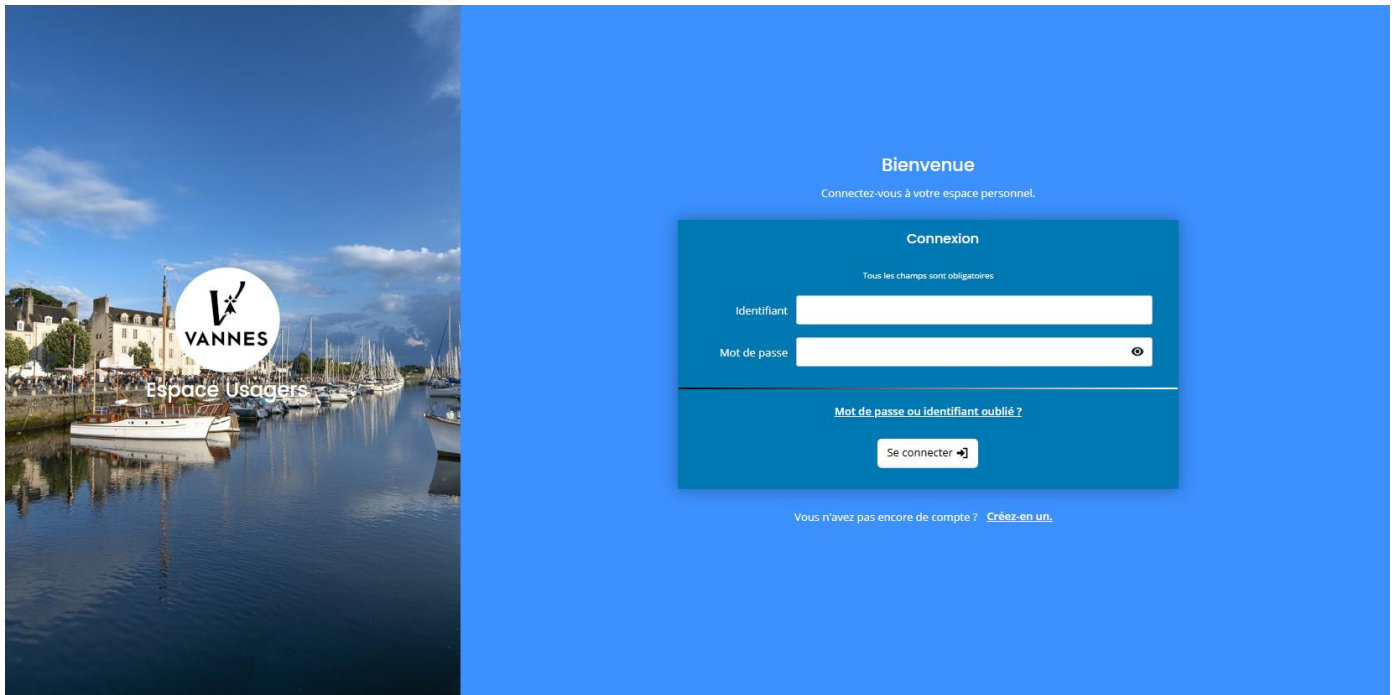 VANNES
Espace Usagers
Bienvenue
Connectez-vous à votre espace personnel.
Connexion
Tous les champs sont obligatoires
Identifiant
Mot de passe
Mot de passe ou identifiant oublié ?
Se connecter
Vous n'avez pas encore de compte ? Créez-en un.